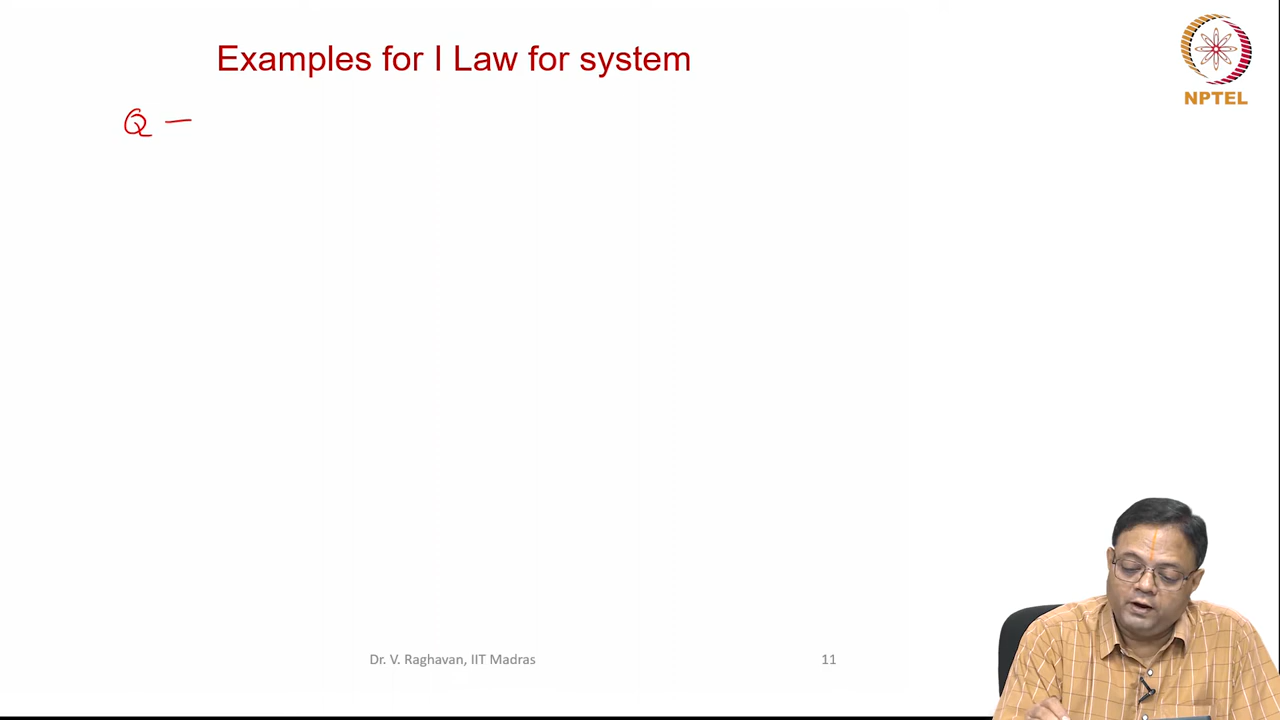 Examples for I Law for system
NPTEL
Q −
Dr. V. Raghavan, IIT Madras
11